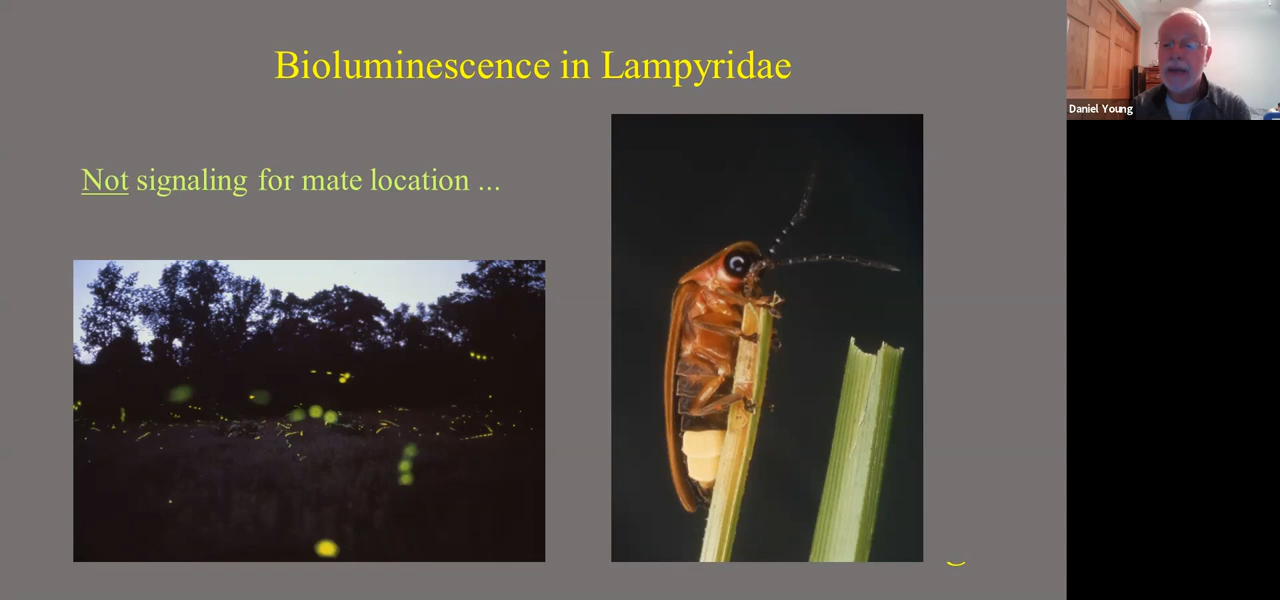 Bioluminescence in Lampyridae
Daniel Young
Not signaling for mate location ...